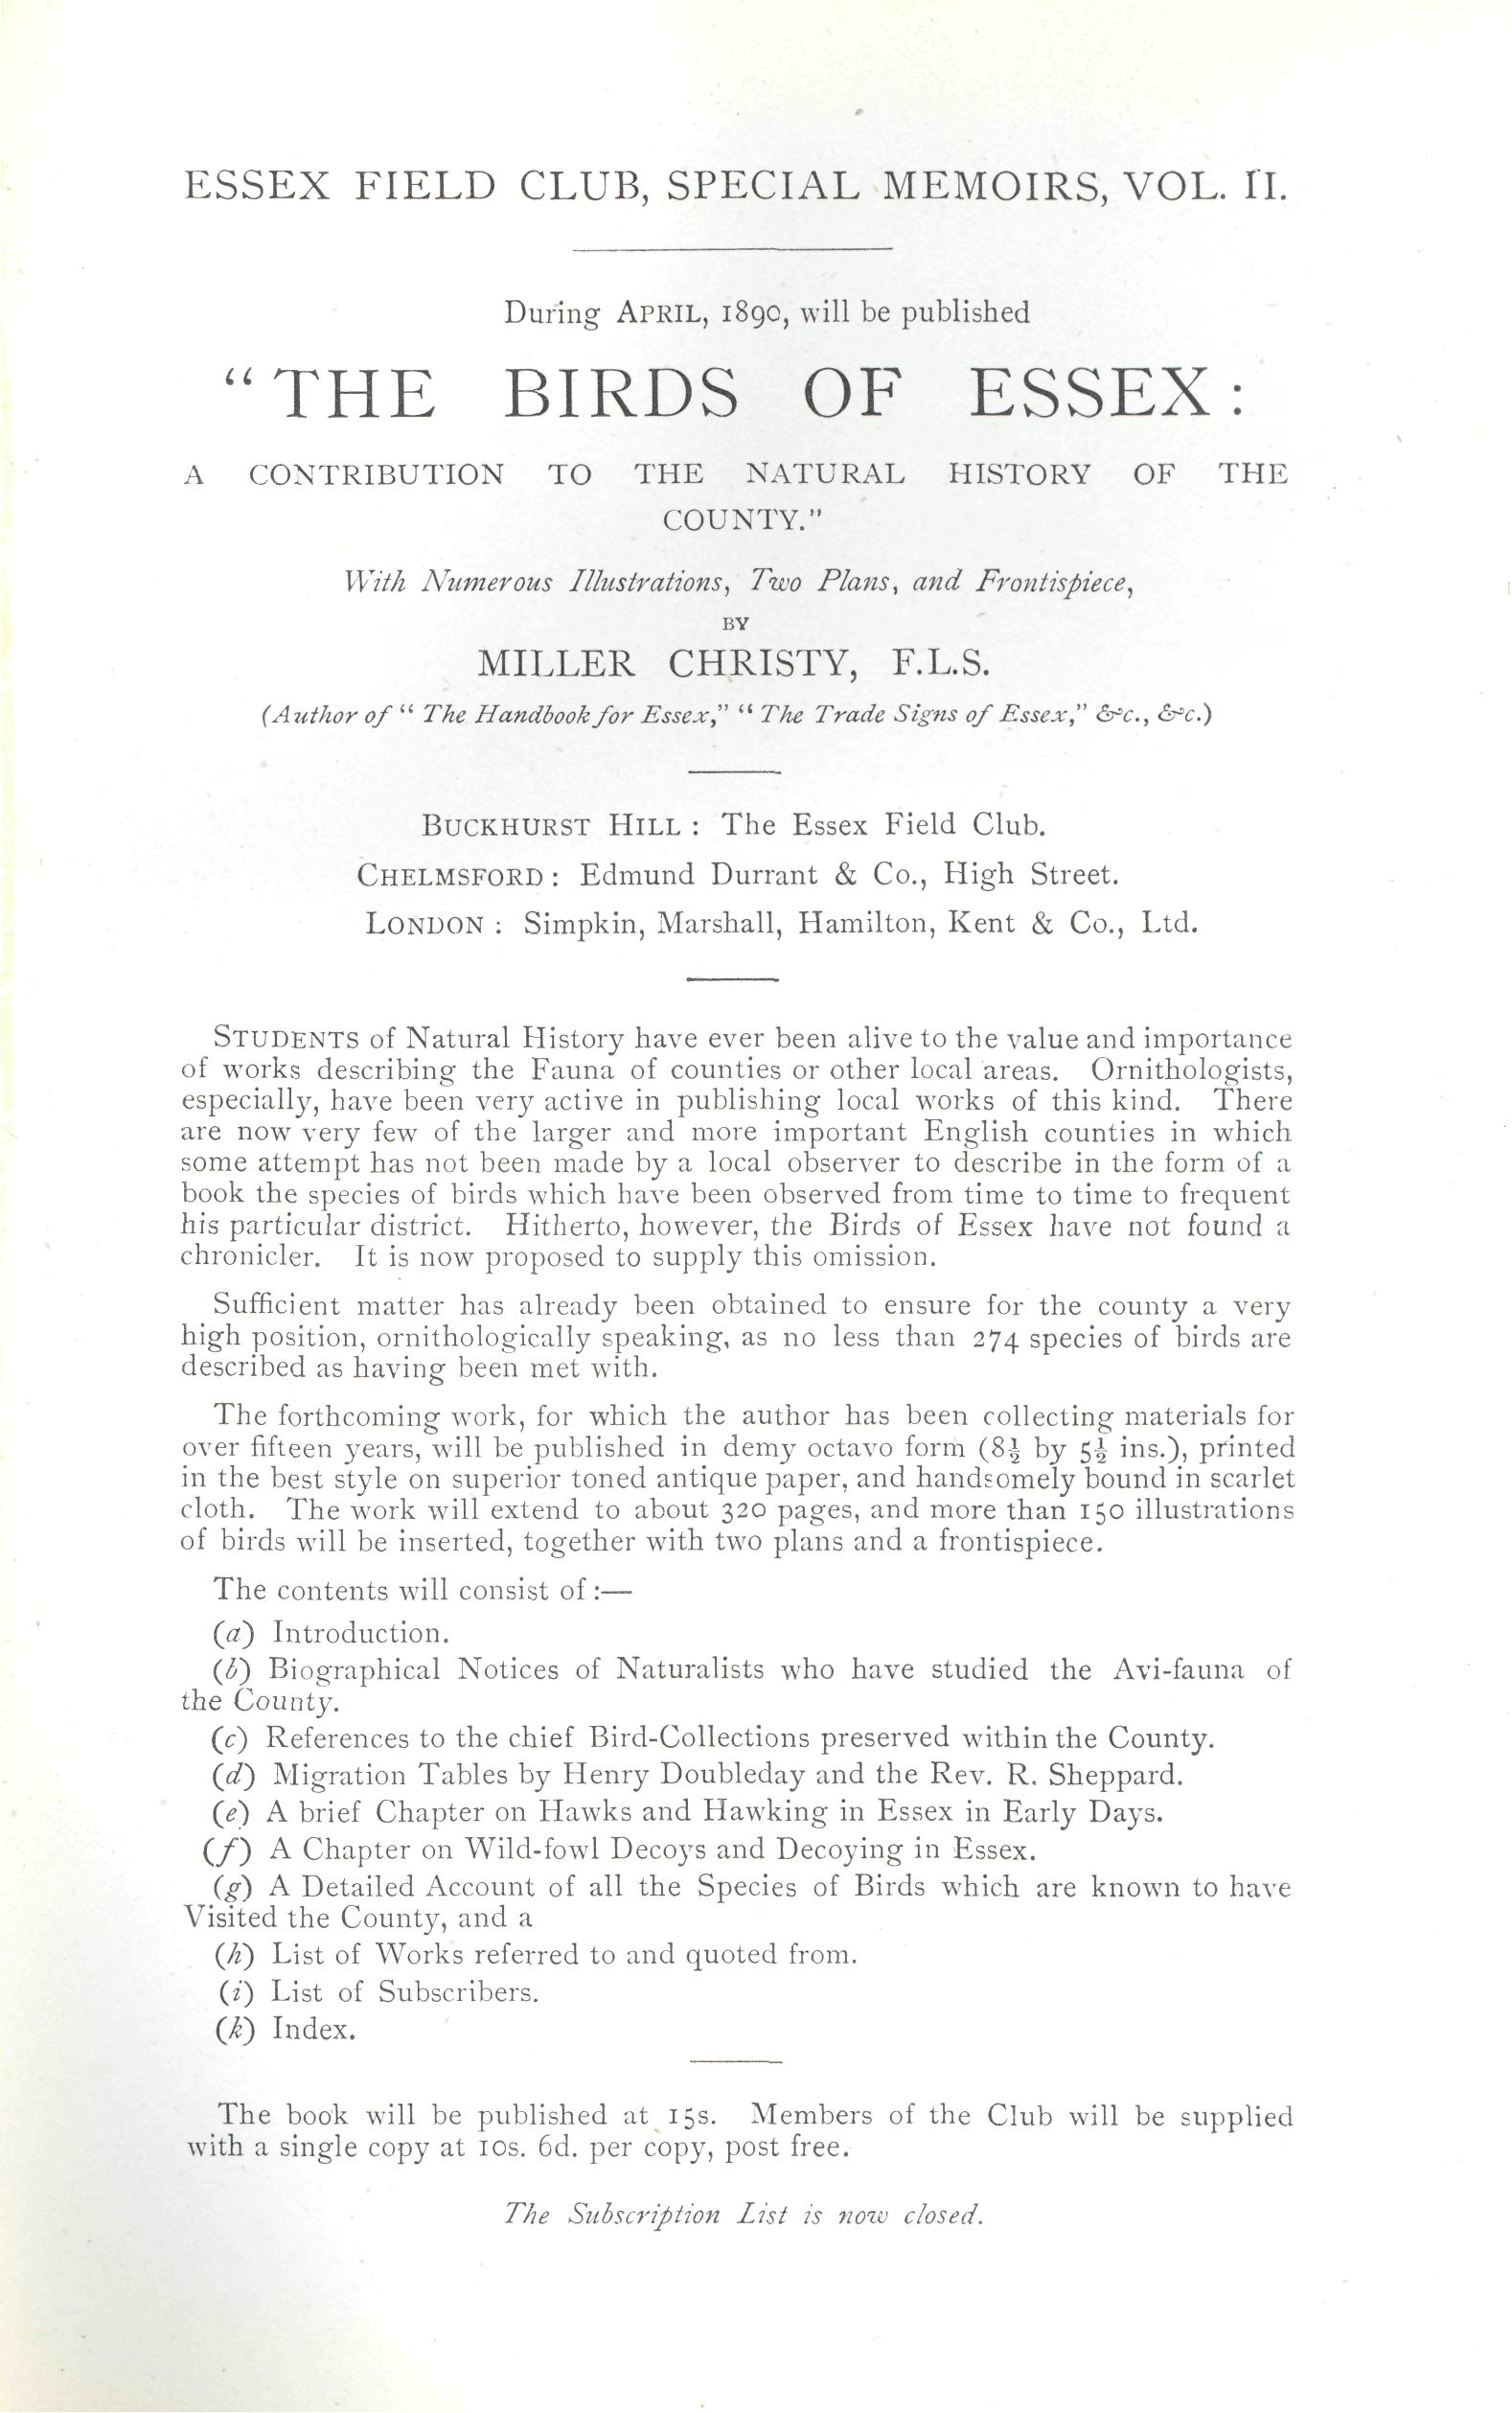 ESSEX FIELD CLUB, SPECIAL MEMOIRS, VOL. II.
During APRIL, 1890, will be published
"THE BIRDS OF ESSEX:
A CONTRIBUTION TO THE NATURAL HISTORY OF THE
COUNTY."
With Numerous Illustrations, Two Plans, and Frontispiece,
BY
MILLER CHRISTY, F.L.S.
(Author of "The Handbook for Essex," "The Trade Signs of Essex," &c., &c.)
BUCKHURST HILL: The Essex Field Club.
CHELMSFORD: Edmund Durrant & Co., High Street.
LONDON: Simpkin, Marshall, Hamilton, Kent & Co., Ltd.
STUDENTS of Natural History have ever been alive to the value and importance
of works describing the Fauna of counties or other local areas. Ornithologists,
especially, have been very active in publishing local works of this kind. There
are now very few of the larger and more important English counties in which
some attempt has not been made by a local observer to describe in the form of a
book the species of birds which have been observed from time to time to frequent
his particular district. Hitherto, however, the Birds of Essex have not found a
chronicler. It is now proposed to supply this omission.
Sufficient matter has already been obtained to ensure for the county a very
high position, ornithologically speaking, as no less than 274 species of birds are
described as having been met with.
The forthcoming work, for which the author has been collecting materials for
over fifteen years, will be published in demy octavo form (8½ by 5½ ins.), printed
in the best style on superior toned antique paper, and handsomely bound in scarlet
cloth. The work will extend to about 320 pages, and more than 150 illustrations
of birds will be inserted, together with two plans and a frontispiece.
The contents will consist of:—
(a) Introduction.
(b) Biographical Notices of Naturalists who have studied the Avi-fauna of
the County.
(c) References to the chief Bird-Collections preserved within the County.
(d) Migration Tables by Henry Doubleday and the Rev. R. Sheppard.
(e) A brief Chapter on Hawks and Hawking in Essex in Early Days.
(f) A Chapter on Wild-fowl Decoys and Decoying in Essex.
(g) A Detailed Account of all the Species of Birds which are known to have
Visited the County, and a
(h) List of Works referred to and quoted from.
(i) List of Subscribers.
(k) Index.
The book will be published at 15s. Members of the Club will be supplied
with a single copy at 10s. 6d. per copy, post free.
The Subscription List is now closed.